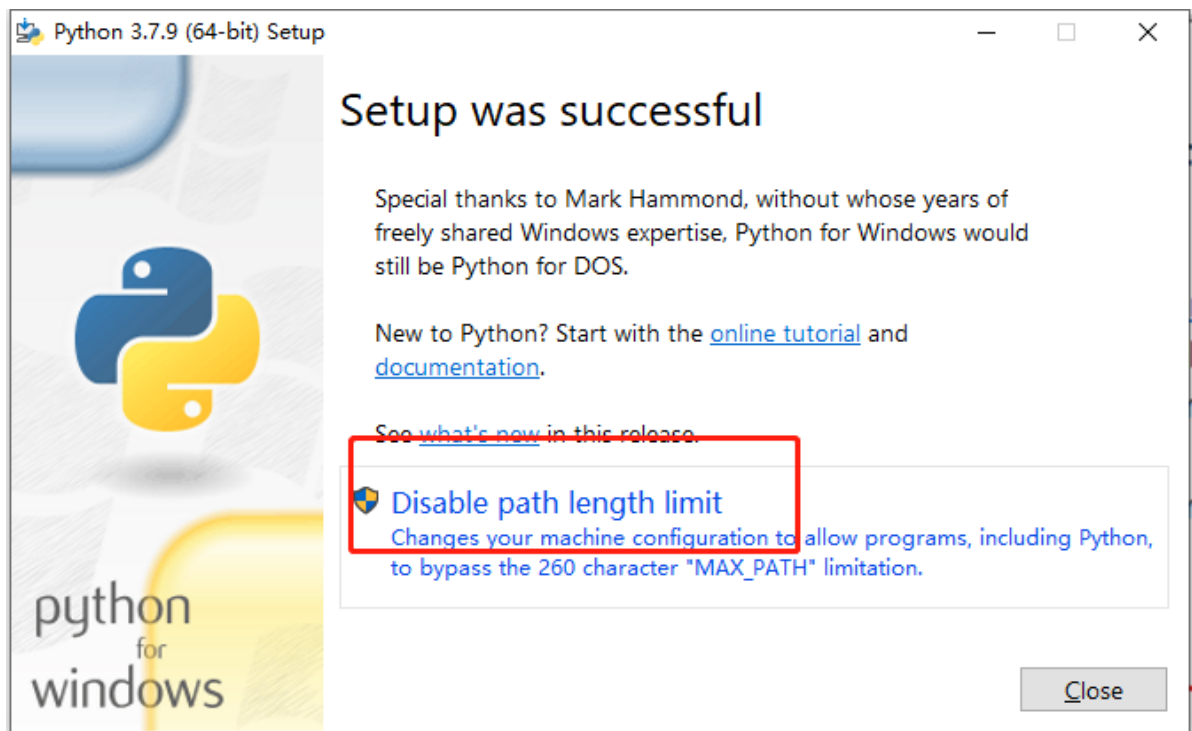 Python 3.7.9 (64-bit) Setup
Setup was successful
Special thanks to Mark Hammond, without whose years of
freely shared Windows expertise, Python for Windows would
still be Python for DOS.
New to Python? Start with the online tutorial and
documentation.
See what's new in this release.
Disable path length limit
Changes your machine configuration to allow programs, including Python,
to bypass the 260 character "MAX_PATH" limitation.
python
for
windows
Close